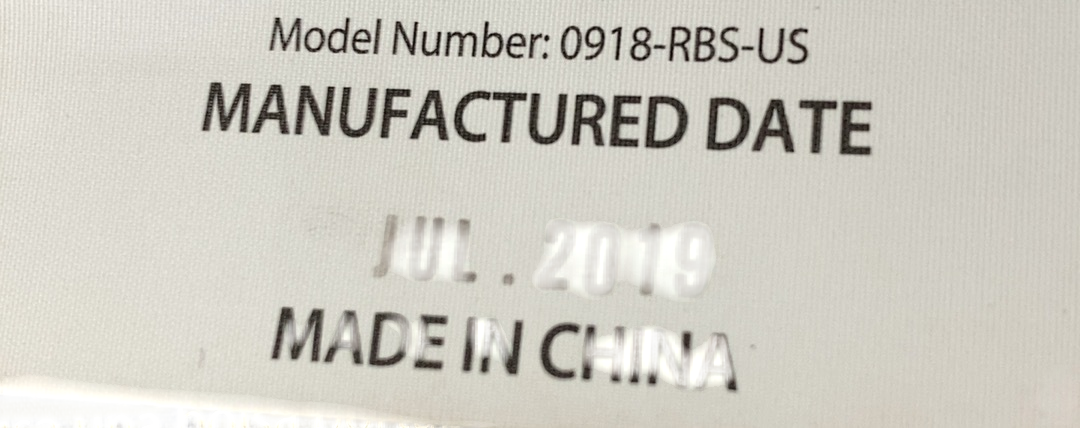 Model Number: 0918-RBS-US
MANUFACTURED DATE
JUL. 2019
MADE IN CHINA